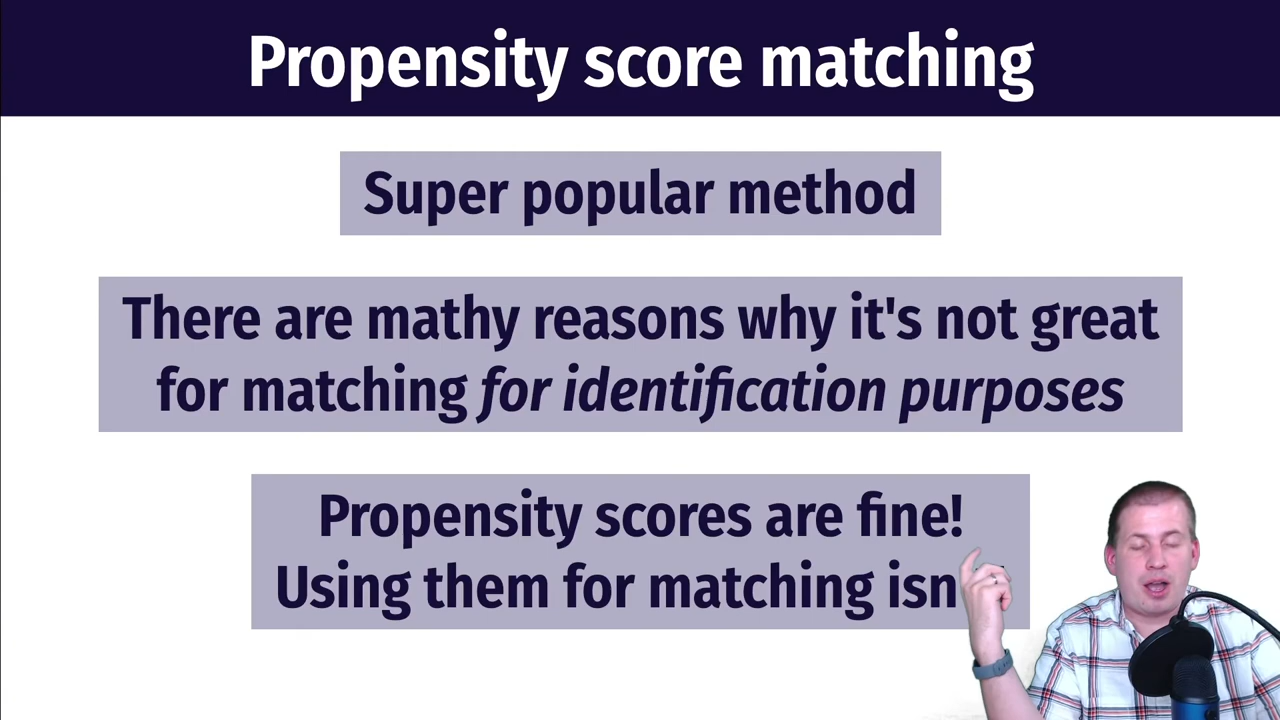 Propensity score matching
Super popular method
There are mathy reasons why it's not great
for matching for identification purposes
Propensity scores are fine!
Using them for matching isn